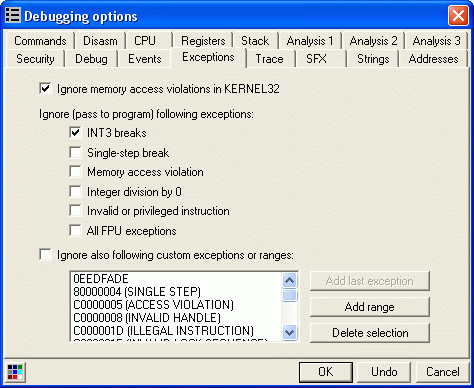 Debugging options
Commands Disasm CPU Registers Stack Analysis 1 Analysis 2 Analysis 3
Security Debug Events Exceptions Trace SFX Strings Addresses
Ignore memory access violations in KERNEL32
Ignore (pass to program) following exceptions:
INT3 breaks
Single-step break
Memory access violation
Integer division by 0
Invalid or privileged instruction
All FPU exceptions
Ignore also following custom exceptions or ranges:
0EEDFADE
80000004 (SINGLE STEP)
C0000005 (ACCESS VIOLATION)
C0000008 (INVALID HANDLE)
C000001D (ILLEGAL INSTRUCTION)
Add last exception
Add range
Delete selection
OK Undo Cancel